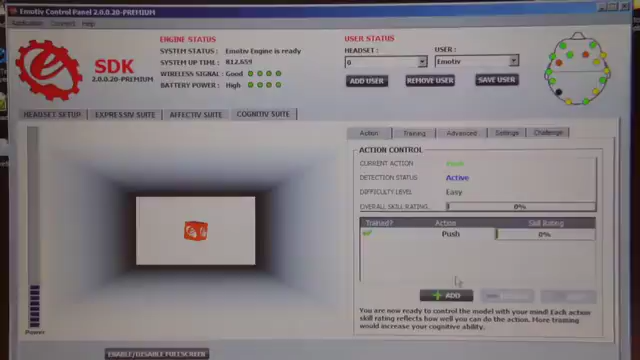 Emotiv Control Panel 2.0.0.20-PREMIUM
Application Connect Help
SDK
2.0.0.20-PREMIUM
ENGINE STATUS
SYSTEM STATUS: Emotiv Engine is ready
SYSTEM UP TIME: 812.659
WIRELESS SIGNAL: Good
BATTERY POWER: High
USER STATUS
HEADSET: USER:
0 Emotiv
ADD USER REMOVE USER SAVE USER
HEADSET SETUP EXPRESSIV SUITE AFFECTIV SUITE COGNITIV SUITE
Action Training Advanced Settings Challenge
ACTION CONTROL
CURRENT ACTION Push
DETECTION STATUS Active
DIFFICULTY LEVEL Easy
OVERALL SKILL RATING: 0%
Trained? Action Skill Rating
Push 0%
ADD
You are now ready to control the model with your mind! Each action
skill rating reflects how well you can do the action. More training
would increase your cognitiv ability.
Power
ENABLE/DISABLE FULLSCREEN